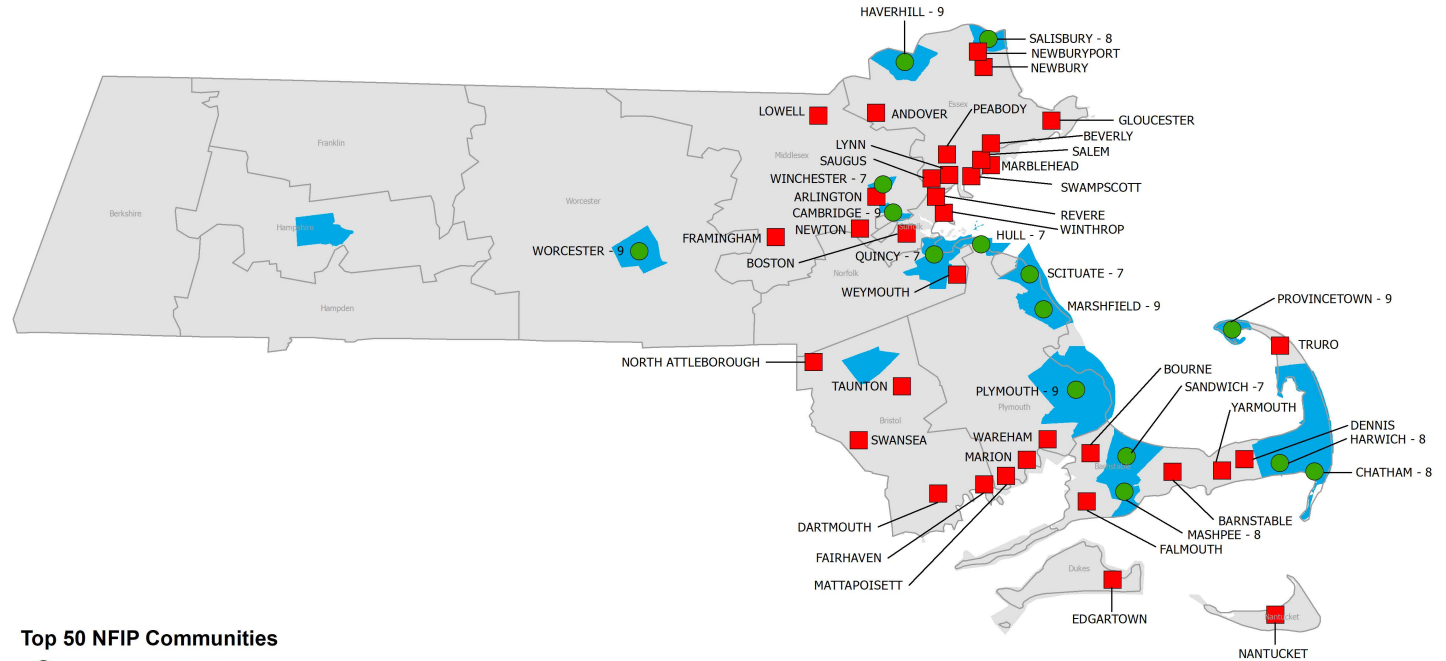 HAVERHILL - 9
SALISBURY - 8
NEWBURYPORT
NEWBURY
LOWELL
ANDOVER
Essex
PEABODY
GLOUCESTER
BEVERLY
LYNN
SALEM
Franklin
Middlesex
SAUGUS
MARBLEHEAD
WINCHESTER - 7
SWAMPSCOTT
ARLINGTON
Worcester
Berkshire
CAMBRIDGE - 9
REVERE
Hampshire
NEWTON
Suffolk
WINTHROP
FRAMINGHAM
HULL - 7
WORCESTER - 9
QUINCY - 7
BOSTON
Norfolk
SCITUATE - 7
WEYMOUTH
PROVINCETOWN - 9
Hampden
MARSHFIELD - 9
TRURO
NORTH ATTLEBOROUGH
BOURNE
TAUNTON
SANDWICH -7
PLYMOUTH - 9
Plymouth
YARMOUTH
Bristol
DENNIS
SWANSEA
WAREHAM
HARWICH - 8
MARION
Barnstable
CHATHAM - 8
DARTMOUTH
BARNSTABLE
MASHPEE - 8
FALMOUTH
FAIRHAVEN
Dukes
MATTAPOISETT
EDGARTOWN
Nantucket
Top 50 NFIP Communities
NANTUCKET